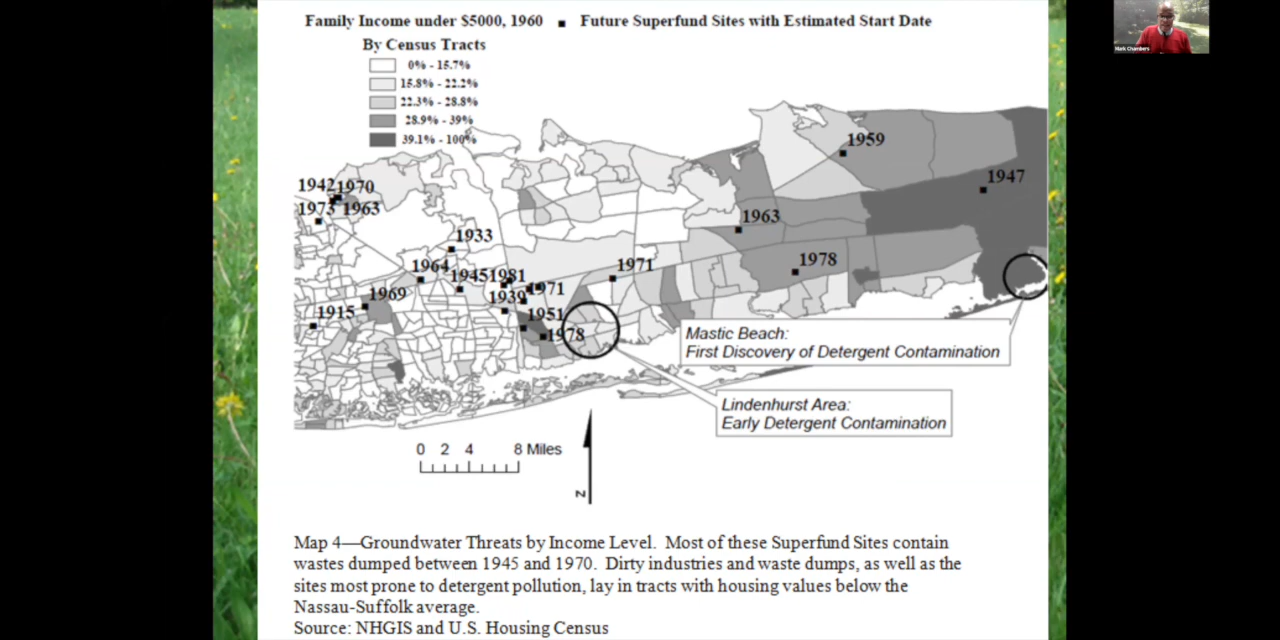 Family Income under $5000, 1960 ■ Future Superfund Sites with Estimated Start Date
By Census Tracts
0% - 15.7%
15.8% - 22.2%
22.3% - 28.8%
28.9% - 39%
39.1% - 100%
Mark Chambers
1959
1942 1970
1947
1973 1963
1963
1933
1978
1964 1945 1981 1971
1971
1969 1939
1915 1951
1978
Mastic Beach:
First Discovery of Detergent Contamination
Lindenhurst Area:
Early Detergent Contamination
0 2 4 8 Miles
N
Map 4—Groundwater Threats by Income Level. Most of these Superfund Sites contain
wastes dumped between 1945 and 1970. Dirty industries and waste dumps, as well as the
sites most prone to detergent pollution, lay in tracts with housing values below the
Nassau-Suffolk average.
Source: NHGIS and U.S. Housing Census